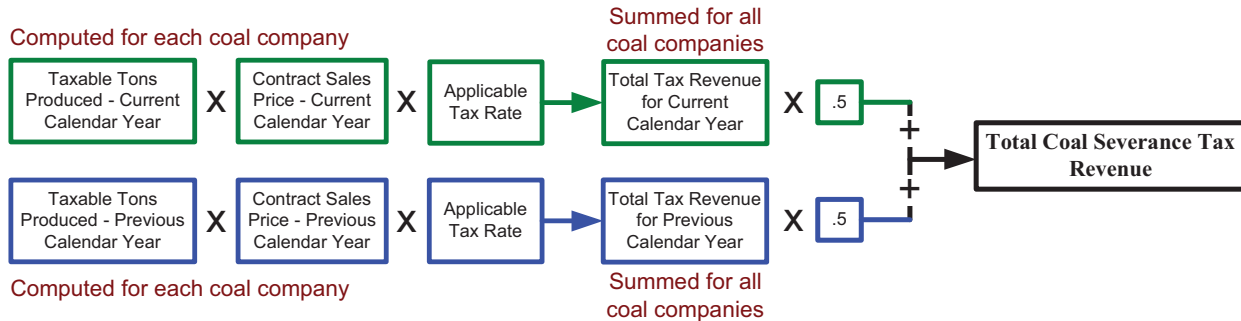 Summed for all
coal companies
Computed for each coal company
Taxable Tons
Produced - Current
Calendar Year
X
Contract Sales
Price - Current
Calendar Year
X
Applicable
Tax Rate
Total Tax Revenue
for Current
Calendar Year
X
.5
+
Total Coal Severance Tax
Revenue
+
Taxable Tons
Produced - Previous
Calendar Year
X
Contract Sales
Price - Previous
Calendar Year
X
Applicable
Tax Rate
Total Tax Revenue
for Previous
Calendar Year
X
.5
Computed for each coal company
Summed for all
coal companies